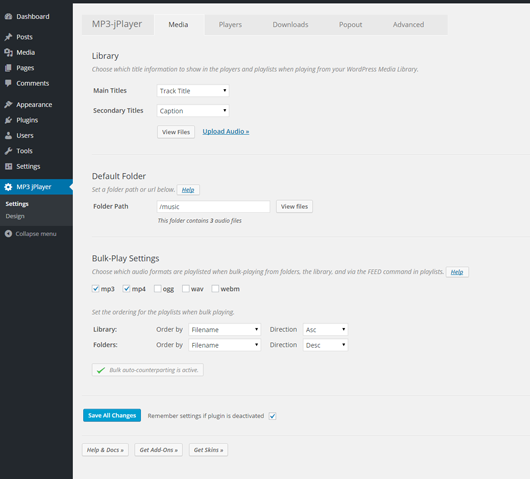 Dashboard
Posts
Media
Pages
Comments
Appearance
Plugins
Users
Tools
Settings
MP3 jPlayer
Settings
Design
Collapse menu
MP3-jPlayer Media Players Downloads Popout Advanced
Library
Choose which title information to show in the players and playlists when playing from your WordPress Media Library.
Main Titles Track Title
Secondary Titles Caption
View Files Upload Audio »
Default Folder
Set a folder path or url below. Help
Folder Path /music View files
This folder contains 3 audio files
Bulk-Play Settings
Choose which audio formats are playlisted when bulk-playing from folders, the library, and via the FEED command in playlists. Help
mp3 mp4 ogg wav webm
Set the ordering for the playlists when bulk playing.
Library: Order by Filename Direction Asc
Folders: Order by Filename Direction Desc
Bulk auto-counterparting is active.
Save All Changes Remember settings if plugin is deactivated
Help & Docs » Get Add-Ons » Get Skins »